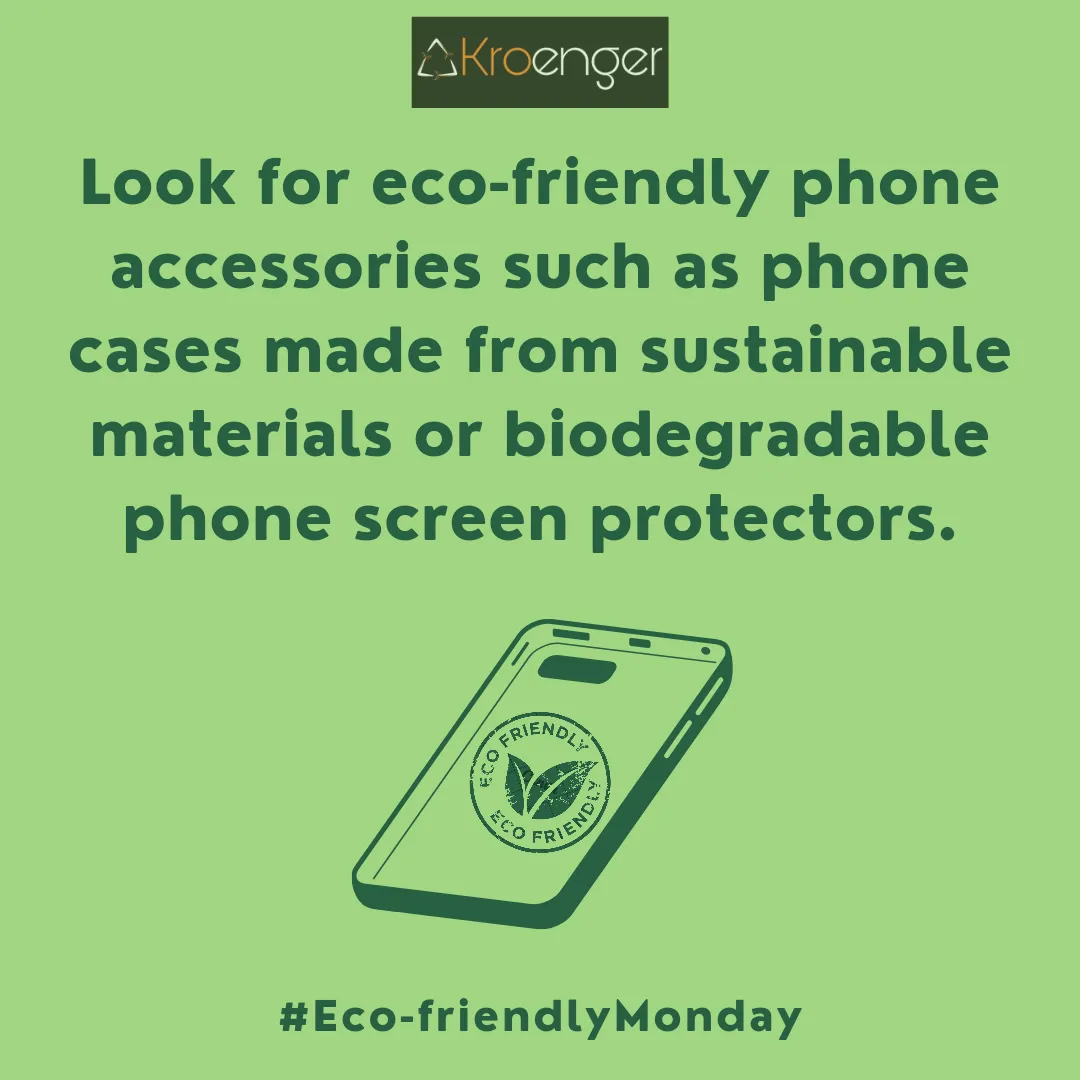 Kroenger
Look for eco-friendly phone
accessories such as phone
cases made from sustainable
materials or biodegradable
phone screen protectors.
ECO FRIENDLY
ECO FRIENDLY
#Eco-friendlyMonday